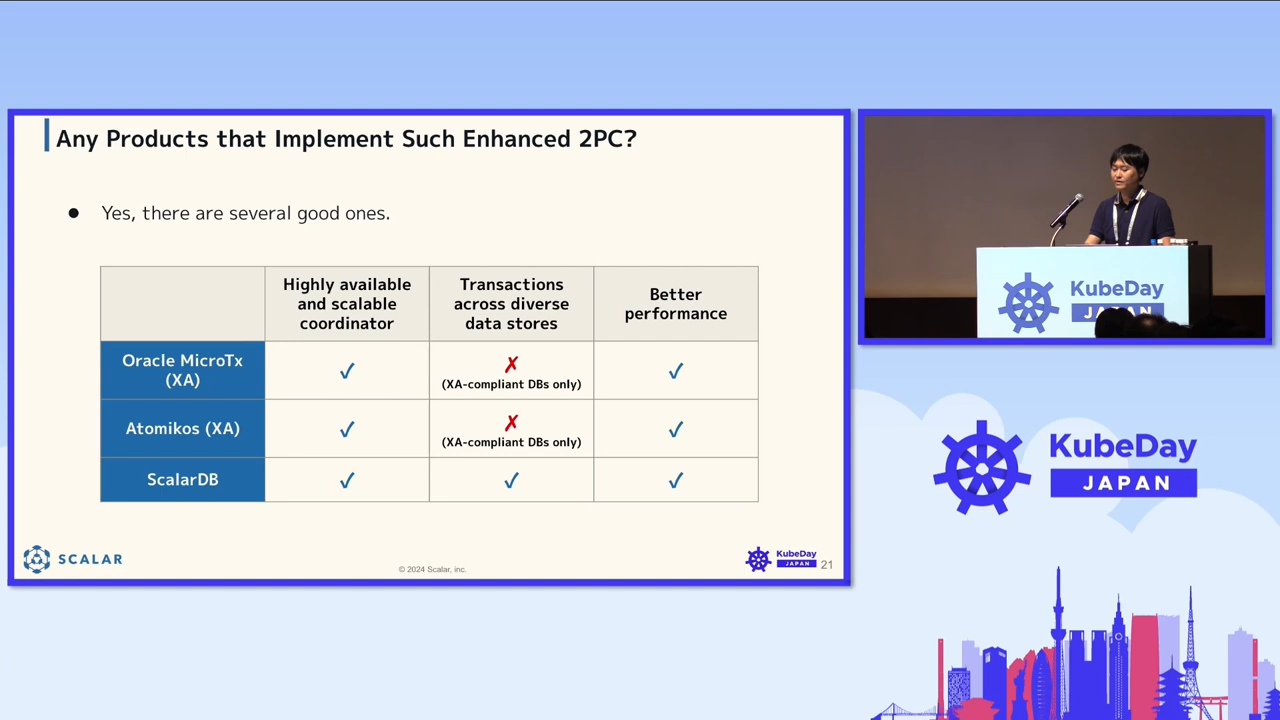 Any Products that Implement Such Enhanced 2PC?
● Yes, there are several good ones.
Highly available
and scalable
coordinator
Transactions
across diverse
data stores
Better
performance
Oracle MicroTx
(XA)
✓
✗
(XA-compliant DBs only)
✓
Atomikos (XA)
✓
✗
(XA-compliant DBs only)
✓
ScalarDB
✓
✓
✓
SCALAR
© 2024 Scalar, inc.
KubeDay
JAPAN
21
KubeDay
JAPAN
KubeDay
JAPAN